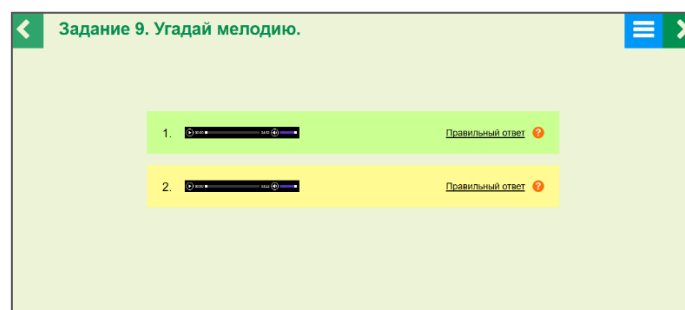 Задание 9. Угадай мелодию.
1. Правильный ответ ?
2. Правильный ответ ?